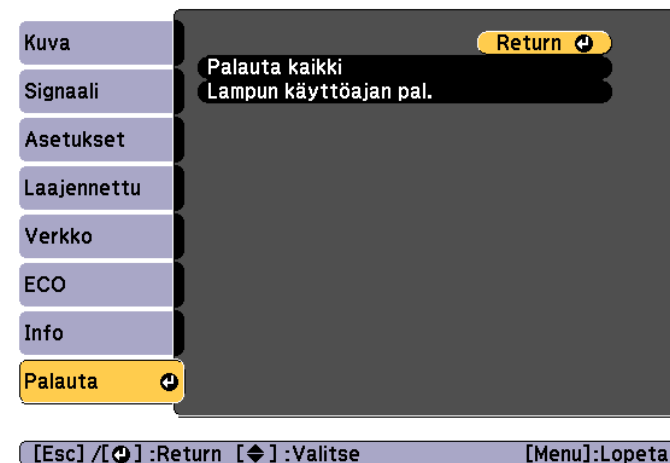 Kuva
Signaali
Asetukset
Laajennettu
Verkko
ECO
Info
Palauta
Return
Palauta kaikki
Lampun käyttöajan pal.
[Esc] /[ ] :Return [ ] :Valitse [Menu]:Lopeta